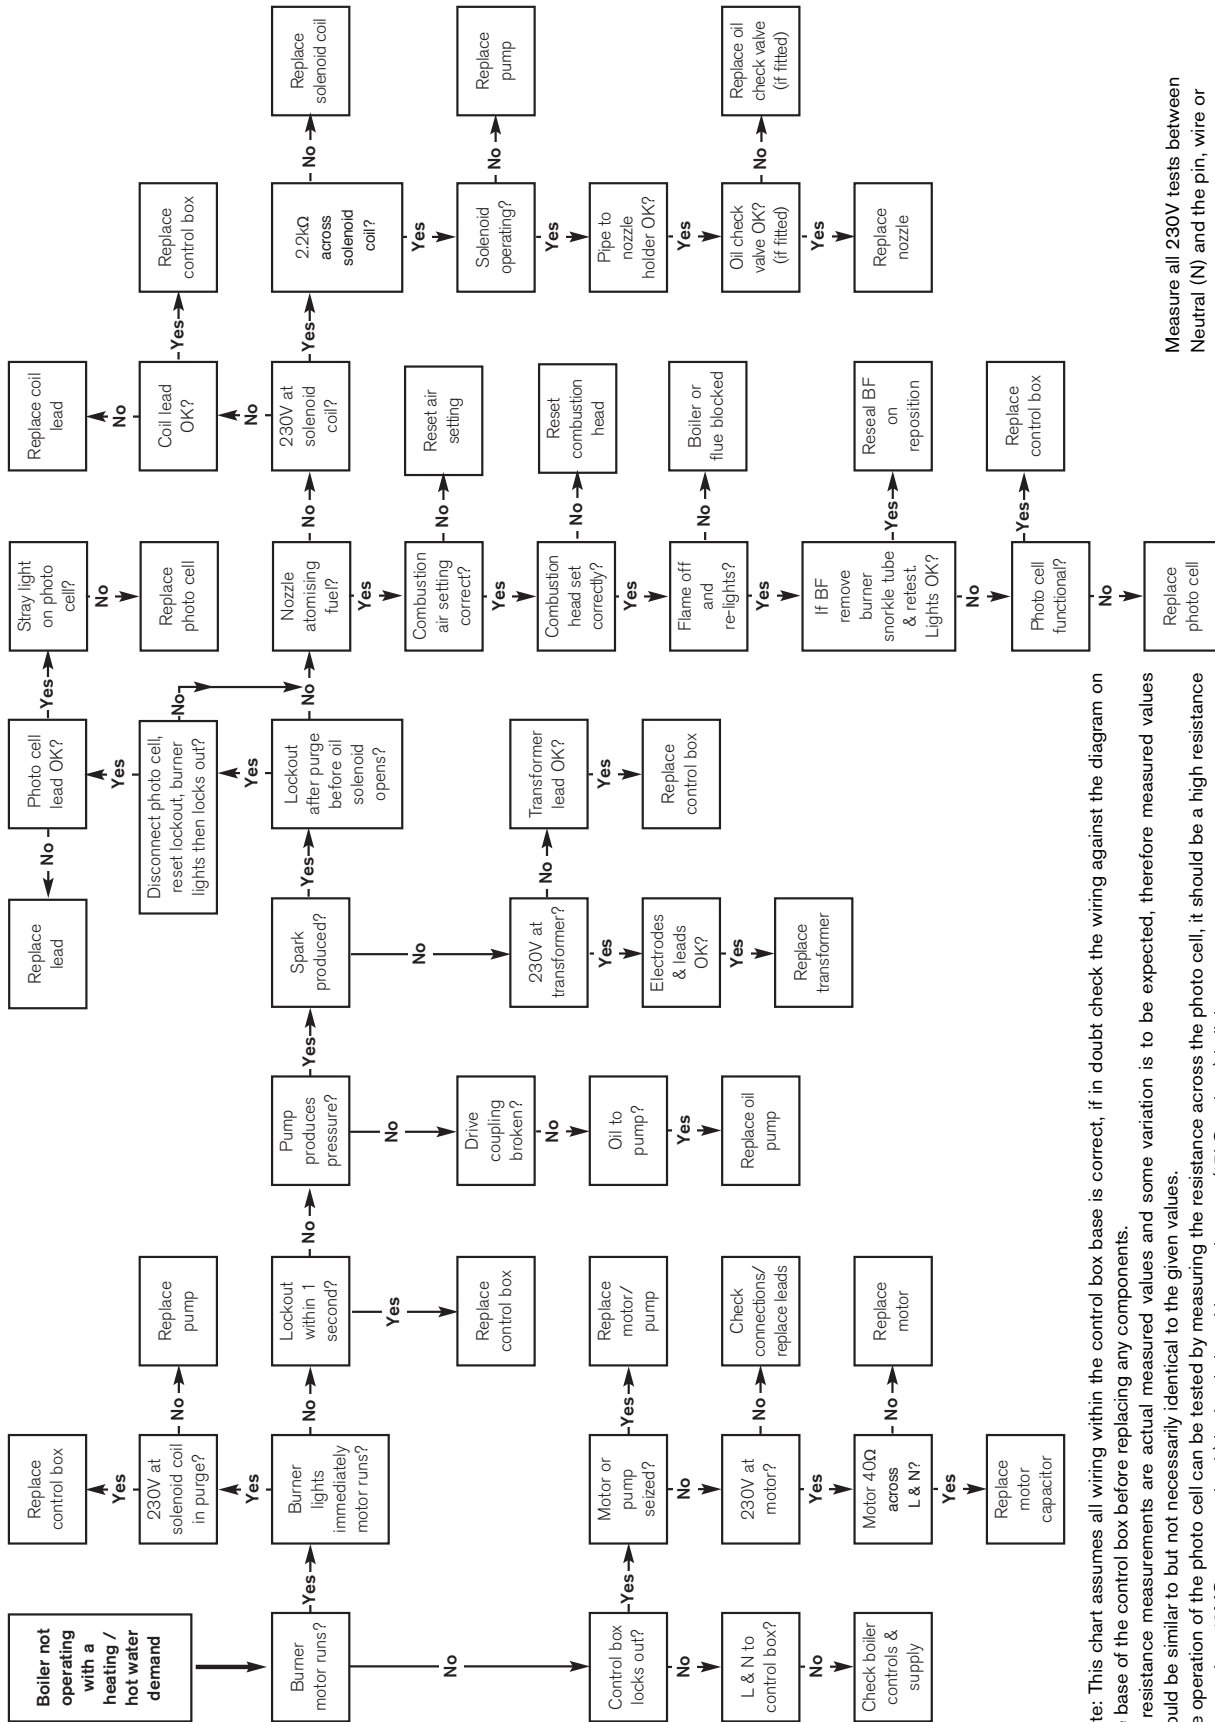 Boiler not
operating
with a
heating /
hot water
demand
Replace
control box
Replace
lead
No
Photo cell
lead OK?
Yes
Stray light
on photo
cell?
Replace coil
lead
Yes
Yes
No
No
230V at
solenoid coil
in purge?
No
Replace
pump
Disconnect photo cell,
reset lockout, burner
lights then locks out?
No
Replace
photo cell
Coil lead
OK?
Yes
Replace
control box
Yes
Yes
No
Burner
motor runs?
Yes
Burner
lights
immediately
motor runs?
No
Lockout
within 1
second?
No
Pump
produces
pressure?
Yes
Spark
produced?
Yes
Lockout
after purge
before oil
solenoid
opens?
No
Nozzle
atomising
fuel?
No
230V at
solenoid
coil?
Yes
2.2kΩ
across
solenoid
coil?
No
Replace
solenoid coil
No
Yes
No
No
Yes
Yes
Replace
control box
Drive
coupling
broken?
230V at
transformer?
No
Transformer
lead OK?
Combustion
air setting
correct?
No
Reset air
setting
Solenoid
operating?
No
Replace
pump
No
Yes
Yes
Yes
Yes
Control box
locks out?
Yes
Motor or
pump
seized?
Yes
Replace
motor/
pump
Oil to
pump?
Electrodes
& leads
OK?
Replace
control box
Combustion
head set
correctly?
No
Reset
combustion
head
Pipe to
nozzle
holder OK?
No
No
Yes
Yes
Yes
Yes
L & N to
control box?
230V at
motor?
No
Check
connections/
replace leads
Replace oil
pump
Replace
transformer
Flame off
and
re-lights?
No
Boiler or
flue blocked
Oil check
valve OK?
(if fitted)
No
Replace oil
check valve
(if fitted)
No
Yes
Yes
Yes
Check boiler
controls &
supply
Motor 40Ω
across
L & N?
No
Replace
motor
If BF
remove
burner
snorkle tube
& retest.
Lights OK?
Yes
Reseal BF
on
reposition
Replace
nozzle
Yes
No
Replace
motor
capacitor
Photo cell
functional?
Yes
Replace
control box
No
Replace
photo cell
te: This chart assumes all wiring within the control box base is correct, if in doubt check the wiring against the diagram on
base of the control box before replacing any components.
resistance measurements are actual measured values and some variation is to be expected, therefore measured values
ould be similar to but not necessarily identical to the given values.
e operation of the photo cell can be tested by measuring the resistance across the photo cell, it should be a high resistance
Measure all 230V tests between
Neutral (N) and the pin, wire or